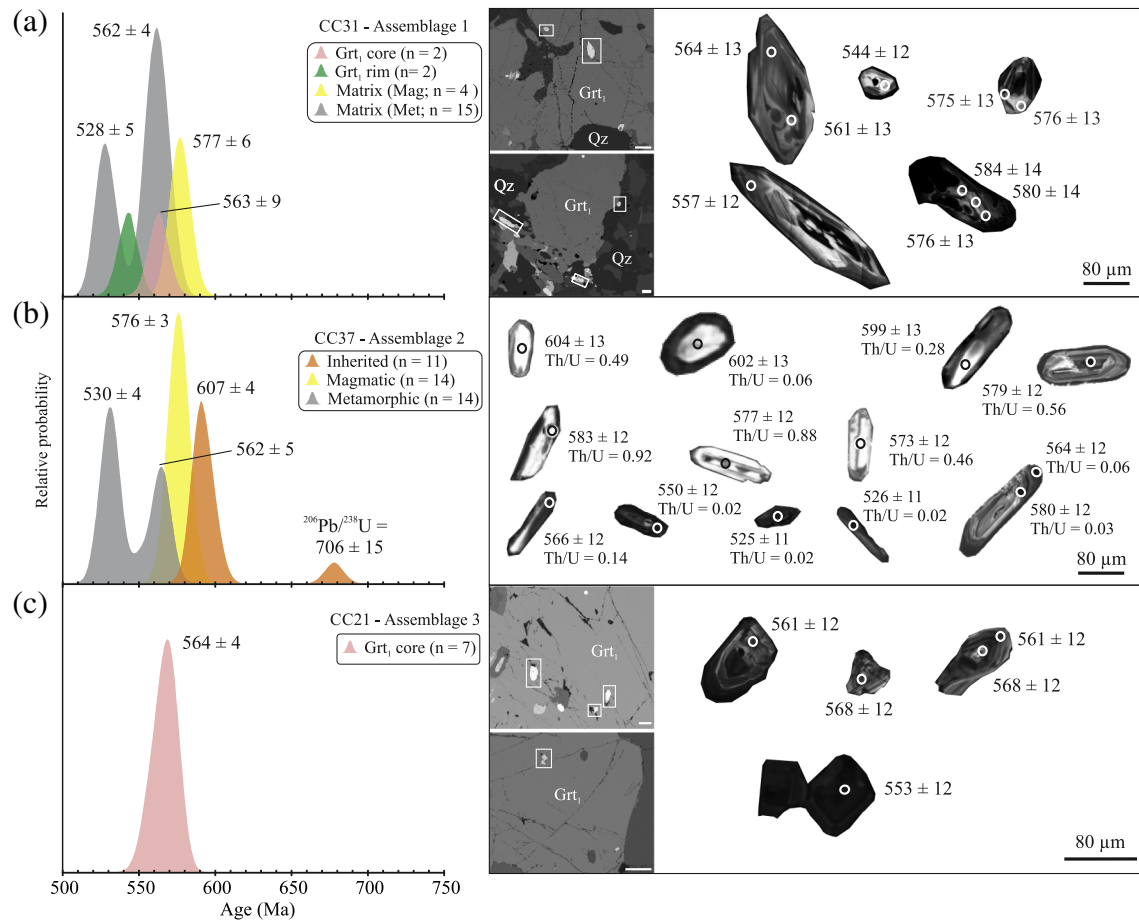 (a)
CC31 - Assemblage 1
Grt₁ core (n = 2)
Grt₁ rim (n= 2)
Matrix (Mag; n = 4)
Matrix (Met; n = 15)
562 ± 4
528 ± 5
577 ± 6
563 ± 9
Grt₁
Qz
Qz
Grt₁
Qz
564 ± 13
544 ± 12
575 ± 13
576 ± 13
561 ± 13
557 ± 12
584 ± 14
580 ± 14
576 ± 13
80 µm
(b)
CC37 - Assemblage 2
Inherited (n = 11)
Magmatic (n = 14)
Metamorphic (n = 14)
576 ± 3
530 ± 4
607 ± 4
562 ± 5
²⁰⁶Pb/²³⁸U =
706 ± 15
Relative probability
604 ± 13
Th/U = 0.49
602 ± 13
Th/U = 0.06
599 ± 13
Th/U = 0.28
579 ± 12
Th/U = 0.56
583 ± 12
Th/U = 0.92
577 ± 12
Th/U = 0.88
573 ± 12
Th/U = 0.46
564 ± 12
Th/U = 0.06
566 ± 12
Th/U = 0.14
550 ± 12
Th/U = 0.02
525 ± 11
Th/U = 0.02
526 ± 11
Th/U = 0.02
580 ± 12
Th/U = 0.03
80 µm
(c)
CC21 - Assemblage 3
Grt₁ core (n = 7)
564 ± 4
Grt₁
Grt₁
561 ± 12
568 ± 12
561 ± 12
568 ± 12
553 ± 12
80 µm
500 550 600 650 700 750
Age (Ma)